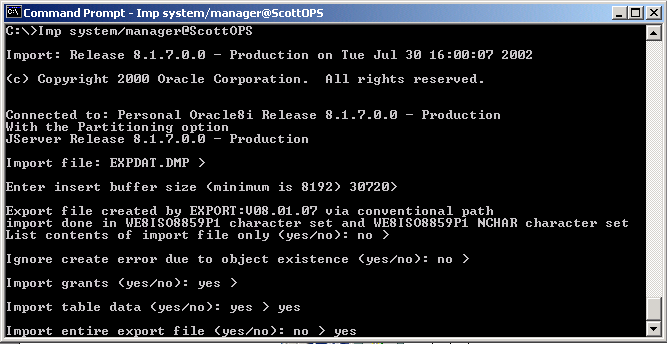 Command Prompt - Imp system/manager@ScottOPS
C:\>Imp system/manager@ScottOPS
Import: Release 8.1.7.0.0 - Production on Tue Jul 30 16:00:07 2002
(c) Copyright 2000 Oracle Corporation.  All rights reserved.
Connected to: Personal Oracle8i Release 8.1.7.0.0 - Production
With the Partitioning option
JServer Release 8.1.7.0.0 - Production
Import file: EXPDAT.DMP >
Enter insert buffer size (minimum is 8192) 30720>
Export file created by EXPORT:V08.01.07 via conventional path
import done in WE8ISO8859P1 character set and WE8ISO8859P1 NCHAR character set
List contents of import file only (yes/no): no >
Ignore create error due to object existence (yes/no): no >
Import grants (yes/no): yes >
Import table data (yes/no): yes > yes
Import entire export file (yes/no): no > yes